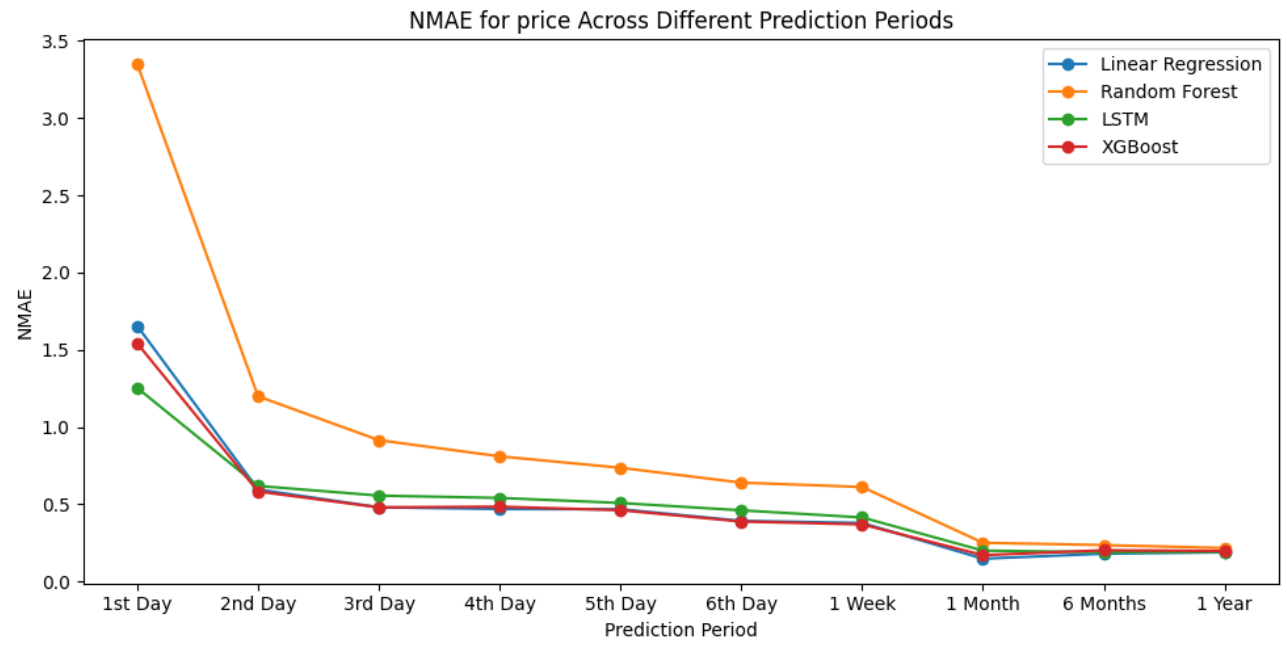 NMAE for price Across Different Prediction Periods
Linear Regression
Random Forest
LSTM
XGBoost
NMAE
3.5
3.0
2.5
2.0
1.5
1.0
0.5
0.0
1st Day 2nd Day 3rd Day 4th Day 5th Day 6th Day 1 Week 1 Month 6 Months 1 Year
Prediction Period